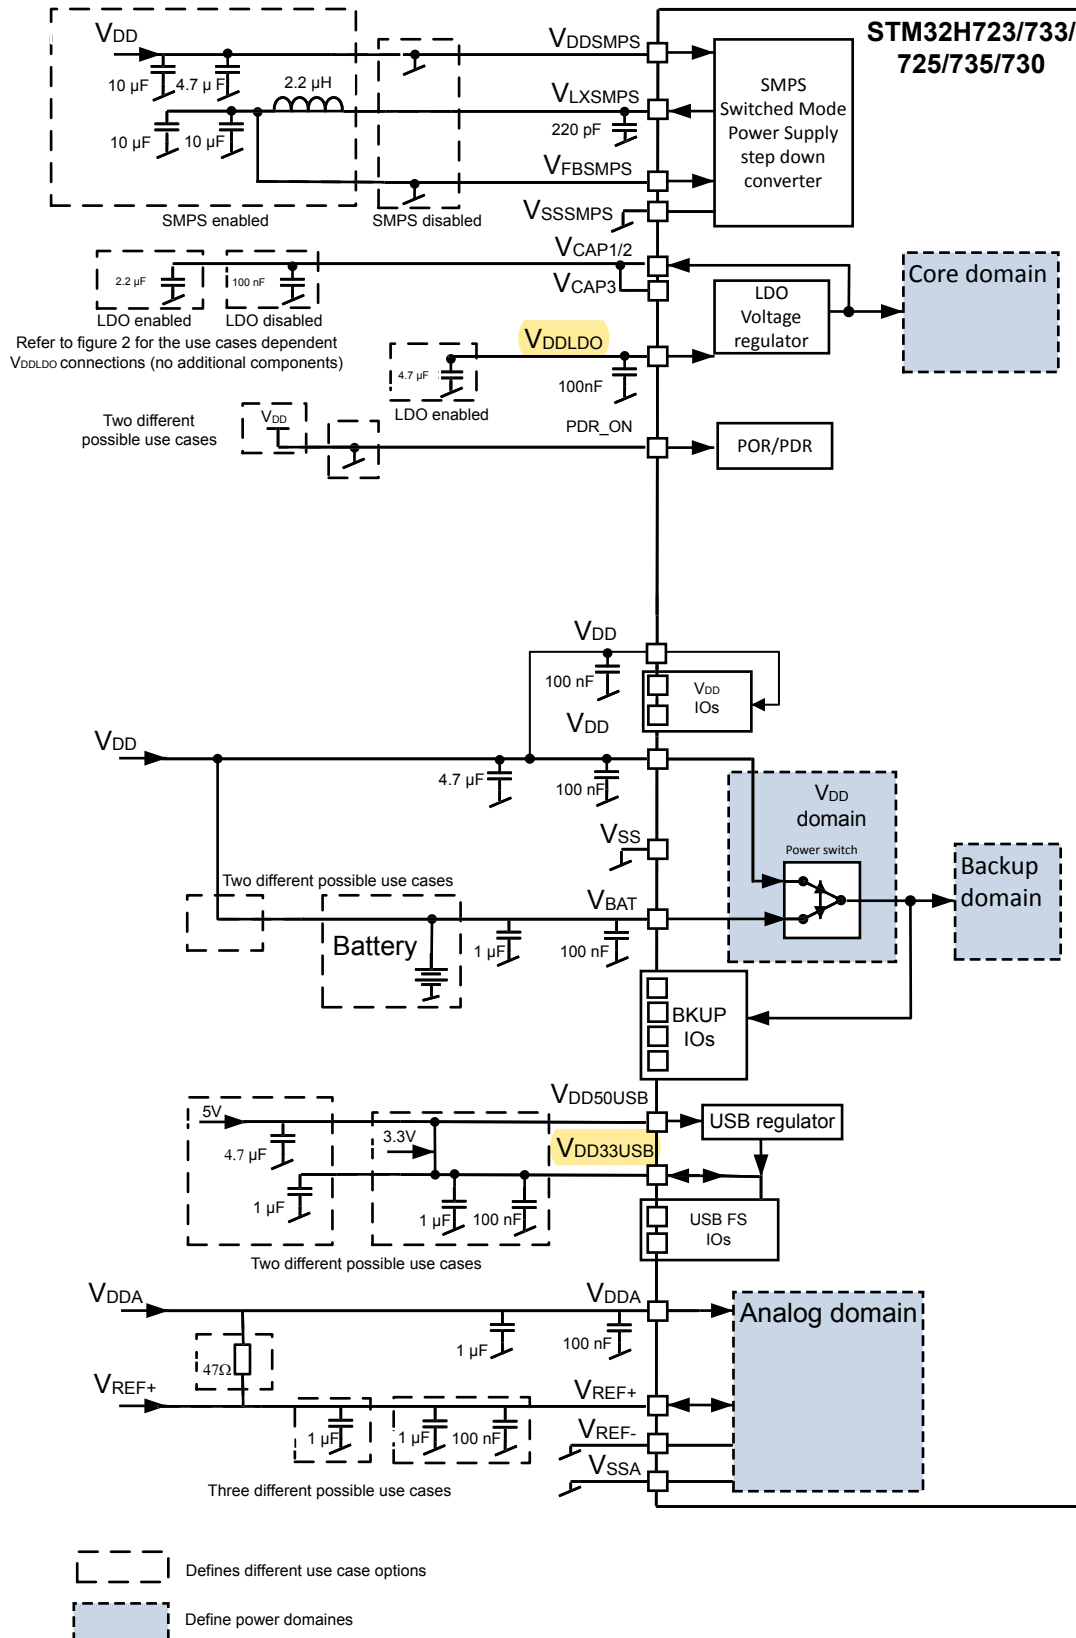 STM32H723/733/
725/735/730
VDD
VDDSMPS
10 µF
4.7 µF
2.2 µH
VLXSMPS
SMPS
Switched Mode
Power Supply
step down
converter
10 µF
10 µF
220 pF
VFBSMPS
VSSSMPS
SMPS enabled
SMPS disabled
VCAP1/2
2.2 µF
100 nF
VCAP3
LDO enabled
LDO disabled
LDO
Voltage
regulator
Core domain
Refer to figure 2 for the use cases dependent
VDDLDO connections (no additional components)
VDDLDO
4.7 µF
100nF
LDO enabled
Two different
possible use cases
VDD
PDR_ON
POR/PDR
VDD
100 nF
VDD
IOs
VDD
VDD
4.7 µF
100 nF
VDD
domain
Power switch
VSS
Two different possible use cases
VBAT
Battery
1 µF
100 nF
Backup
domain
BKUP
IOs
VDD50USB
5V
USB regulator
4.7 µF
3.3V
VDD33USB
1 µF
1 µF
100 nF
USB FS
IOs
Two different possible use cases
VDDA
VDDA
Analog domain
1 µF
100 nF
47Ω
VREF+
VREF+
1 µF
1 µF
100 nF
VREF-
VSSA
Three different possible use cases
Defines different use case options
Define power domaines